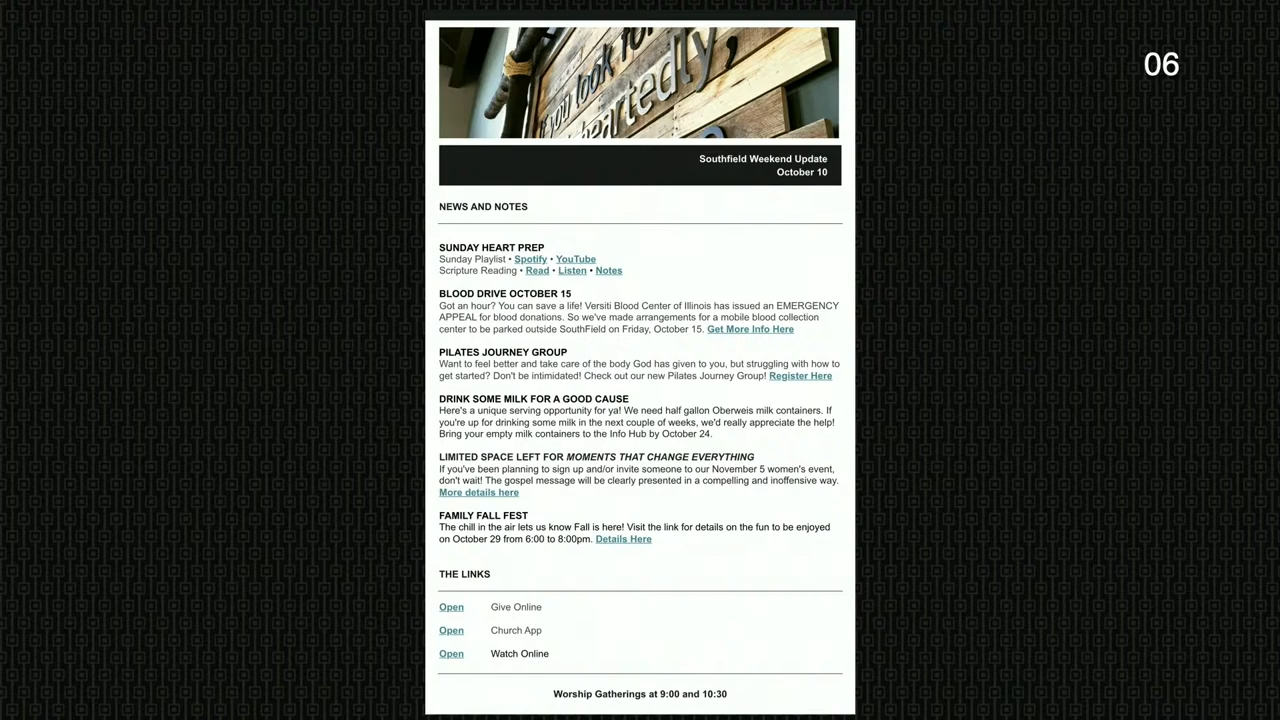 06
you look for
heartedly,
Southfield Weekend Update
October 10
NEWS AND NOTES
SUNDAY HEART PREP
Sunday Playlist • Spotify • YouTube
Scripture Reading • Read • Listen • Notes
BLOOD DRIVE OCTOBER 15
Got an hour? You can save a life! Versiti Blood Center of Illinois has issued an EMERGENCY
APPEAL for blood donations. So we've made arrangements for a mobile blood collection
center to be parked outside SouthField on Friday, October 15. Get More Info Here
PILATES JOURNEY GROUP
Want to feel better and take care of the body God has given to you, but struggling with how to
get started? Don't be intimidated! Check out our new Pilates Journey Group! Register Here
DRINK SOME MILK FOR A GOOD CAUSE
Here's a unique serving opportunity for ya! We need half gallon Oberweis milk containers. If
you're up for drinking some milk in the next couple of weeks, we'd really appreciate the help!
Bring your empty milk containers to the Info Hub by October 24.
LIMITED SPACE LEFT FOR MOMENTS THAT CHANGE EVERYTHING
If you've been planning to sign up and/or invite someone to our November 5 women's event,
don't wait! The gospel message will be clearly presented in a compelling and inoffensive way.
More details here
FAMILY FALL FEST
The chill in the air lets us know Fall is here! Visit the link for details on the fun to be enjoyed
on October 29 from 6:00 to 8:00pm. Details Here
THE LINKS
Open Give Online
Open Church App
Open Watch Online
Worship Gatherings at 9:00 and 10:30